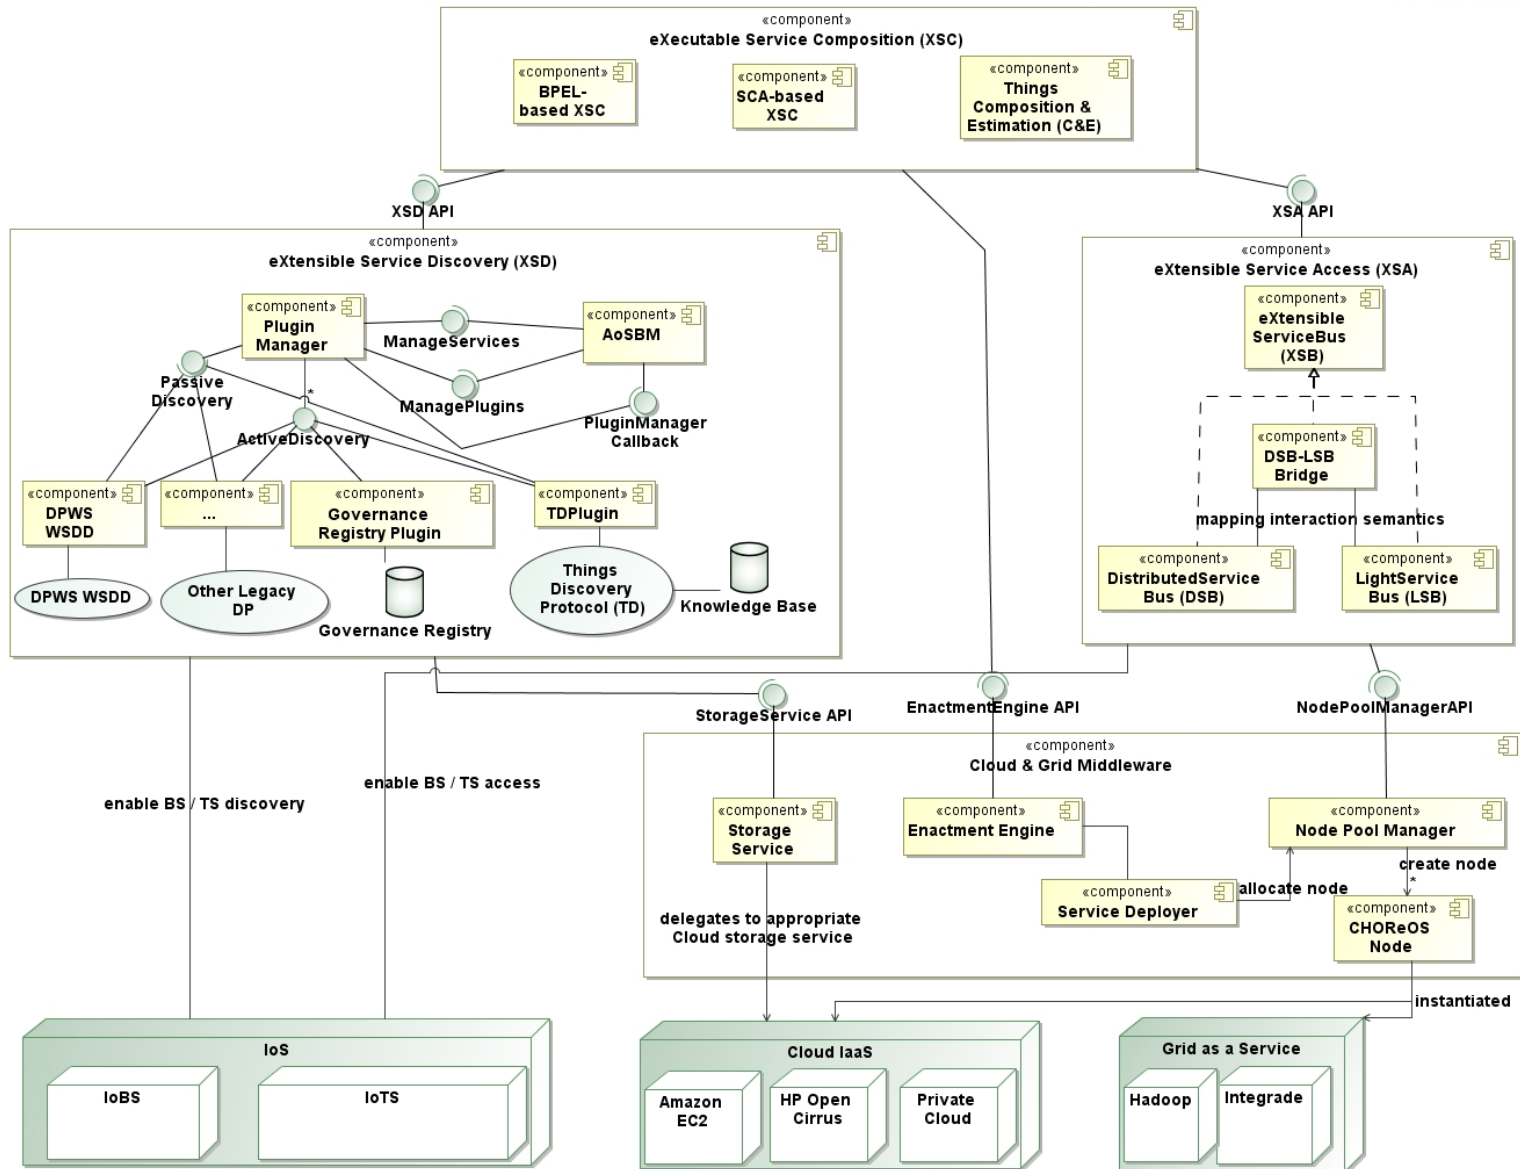 «component»
eXecutable Service Composition (XSC)
«component»
BPEL-
based XSC
«component»
SCA-based
XSC
«component»
Things
Composition &
Estimation (C&E)
XSD API
XSA API
«component»
eXtensible Service Discovery (XSD)
«component»
Plugin
Manager
ManageServices
«component»
AoSBM
Passive
Discovery
*
ManagePlugins
PluginManager
Callback
ActiveDiscovery
«component»
DPWS
WSDD
«component»
...
«component»
Governance
Registry Plugin
«component»
TDPlugin
DPWS WSDD
Other Legacy
DP
Governance Registry
Things
Discovery
Protocol (TD)
Knowledge Base
«component»
eXtensible Service Access (XSA)
«component»
eXtensible
ServiceBus
(XSB)
«component»
DSB-LSB
Bridge
mapping interaction semantics
«component»
DistributedService
Bus (DSB)
«component»
LightService
Bus (LSB)
StorageService API
EnactmentEngine API
NodePoolManagerAPI
enable BS / TS discovery
enable BS / TS access
«component»
Cloud & Grid Middleware
«component»
Storage
Service
«component»
Enactment Engine
«component»
Node Pool Manager
create node
*
«component»
Service Deployer
allocate node
«component»
CHOReOS
Node
delegates to appropriate
Cloud storage service
instantiated
IoS
IoBS
IoTS
Cloud IaaS
Amazon
EC2
HP Open
Cirrus
Private
Cloud
Grid as a Service
Hadoop
Integrade